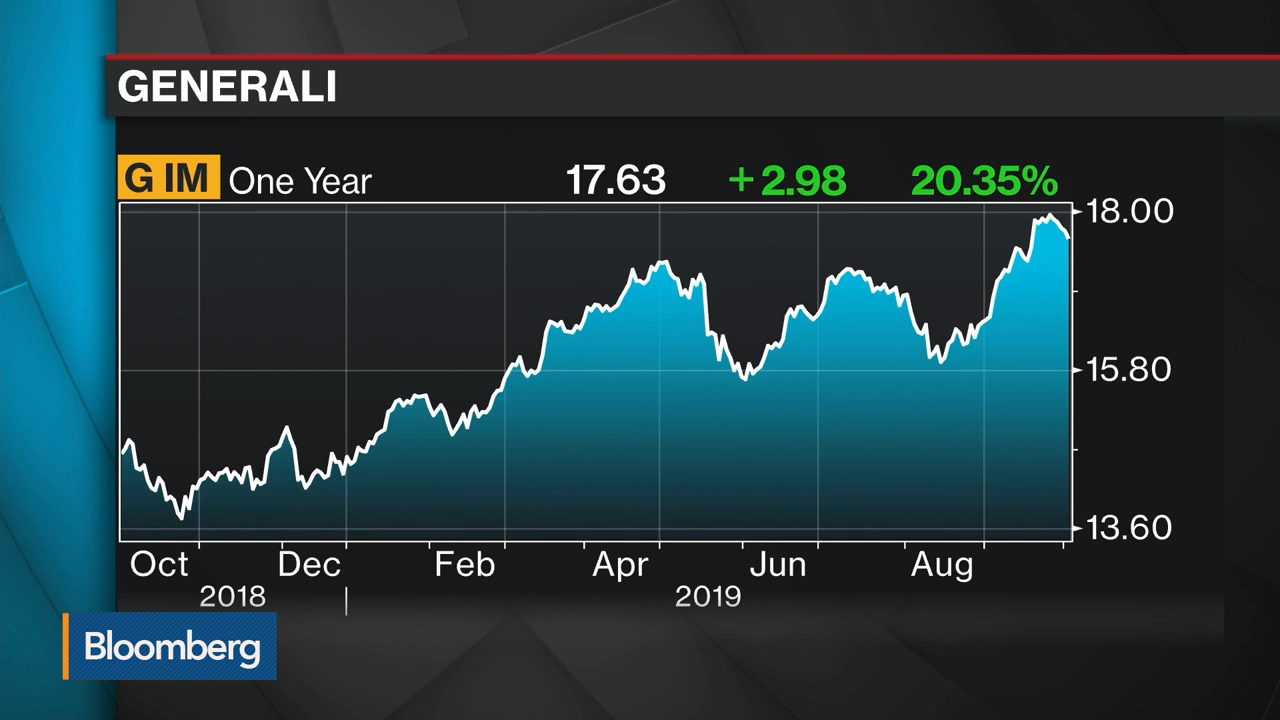 GENERALI
G IM One Year 17.63 +2.98 20.35%
18.00
15.80
13.60
Oct Dec Feb Apr Jun Aug
2018 2019
Bloomberg